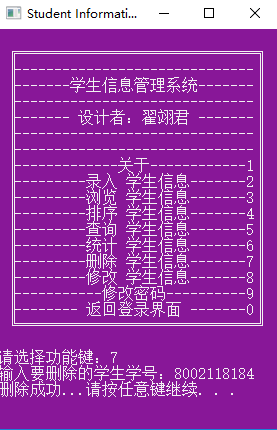 Student Informati...
学生信息管理系统
设计者：翟翊君
关于----------1
录入 学生信息-------2
浏览 学生信息-------3
排序 学生信息-------4
查询 学生信息-------5
统计 学生信息-------6
删除 学生信息-------7
修改 学生信息-------8
修改密码--------9
返回登录界面 -------0
请选择功能键：7
输入要删除的学生学号：8002118184
删除成功...请按任意键继续. . .